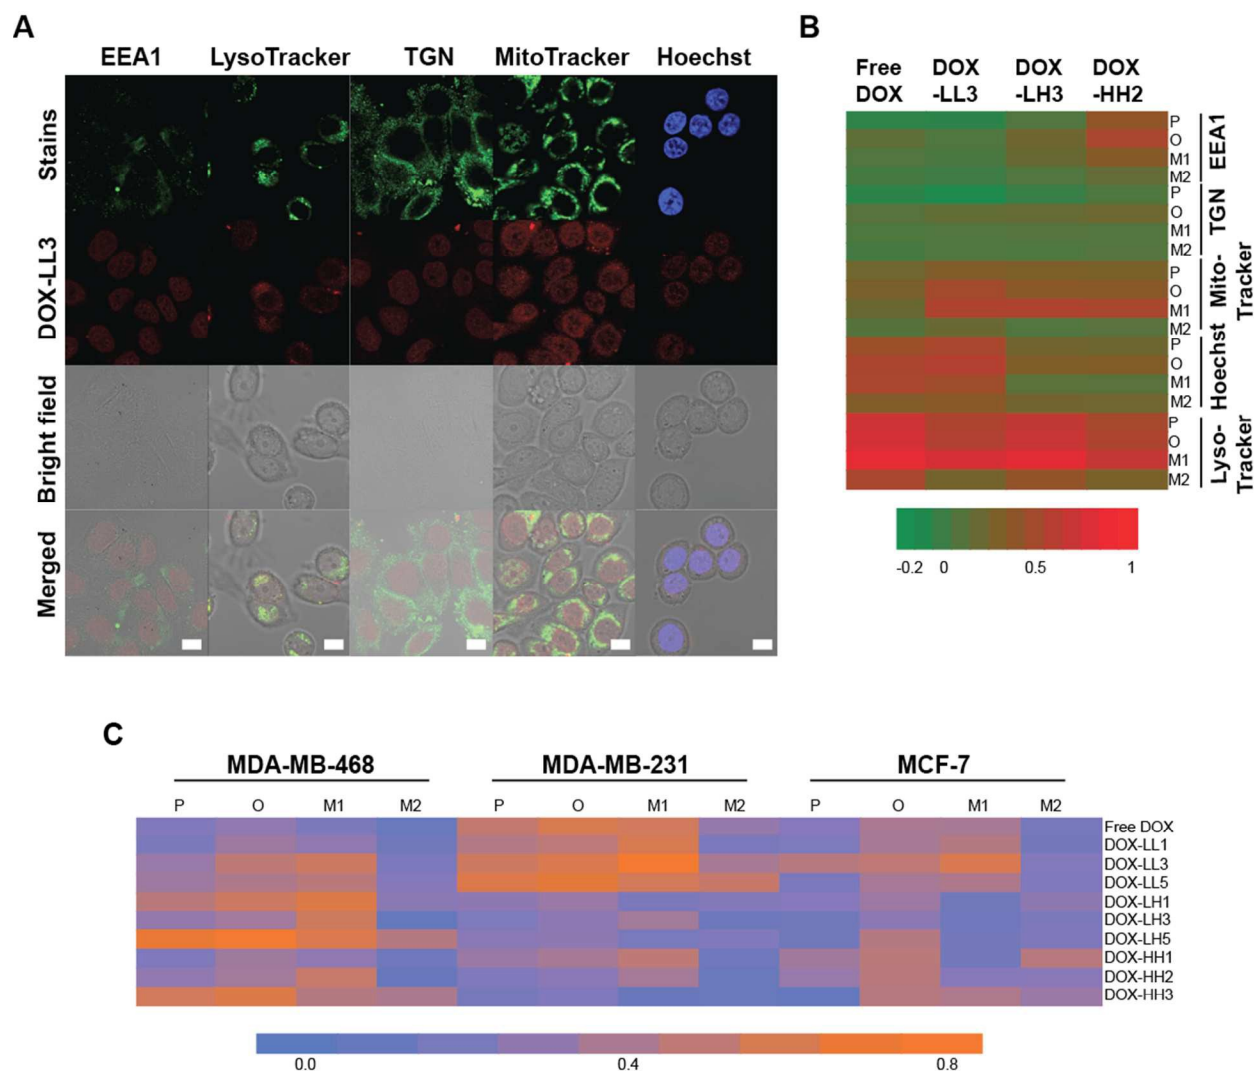 A
EEA1 LysoTracker TGN MitoTracker Hoechst
Stains
DOX-LL3
Bright field
Merged
B
Free DOX DOX DOX
DOX -LL3 -LH3 -HH2
P
O
M1
M2
EEA1
P
O
M1
M2
TGN
P
O
M1
M2
Mito-
Tracker
P
O
M1
M2
Hoechst
P
O
M1
M2
Lyso-
Tracker
-0.2 0 0.5 1
C
MDA-MB-468 MDA-MB-231 MCF-7
P O M1 M2 P O M1 M2 P O M1 M2
Free DOX
DOX-LL1
DOX-LL3
DOX-LL5
DOX-LH1
DOX-LH3
DOX-LH5
DOX-HH1
DOX-HH2
DOX-HH3
0.0 0.4 0.8